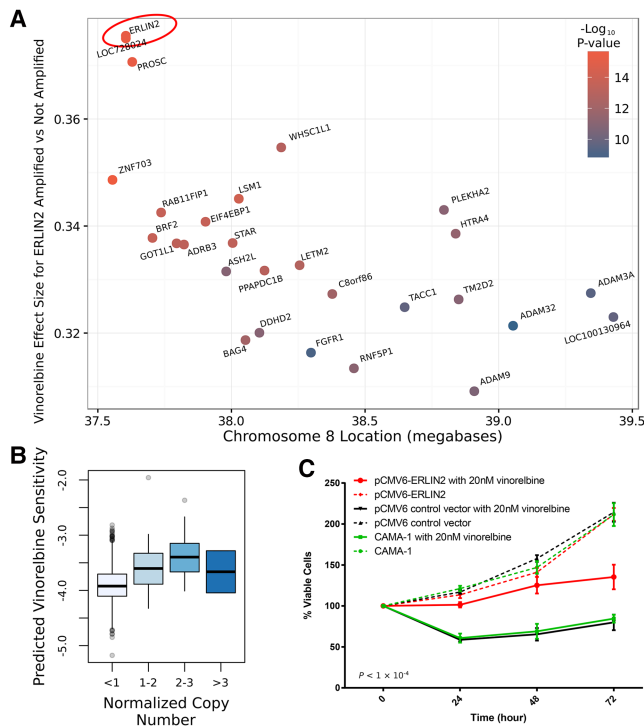 A
Vinorelbine Effect Size for ERLIN2 Amplified vs Not Amplified
0.36
0.34
0.32
ERLIN2
LOC728024
PROSC
ZNF703
WHSC1L1
RAB11FIP1
LSM1
BRF2
EIF4EBP1
GOT1L1
ADRB3
STAR
ASH2L
PPAPDC1B
LETM2
C8orf86
DDHD2
BAG4
FGFR1
RNF5P1
PLEKHA2
HTRA4
TACC1
TM2D2
ADAM32
ADAM3A
LOC100130964
ADAM9
-Log10
P-value
14
12
10
37.5
38.0
38.5
39.0
39.5
Chromosome 8 Location (megabases)
B
Predicted Vinorelbine Sensitivity
-2.0
-3.0
-4.0
-5.0
<1
1-2
2-3
>3
Normalized Copy
Number
C
pCMV6-ERLIN2 with 20nM vinorelbine
pCMV6-ERLIN2
pCMV6 control vector with 20nM vinorelbine
pCMV6 control vector
CAMA-1 with 20nM vinorelbine
CAMA-1
% Viable Cells
250
200
150
100
50
0
P < 1 × 10⁻⁴
0
24
48
72
Time (hour)